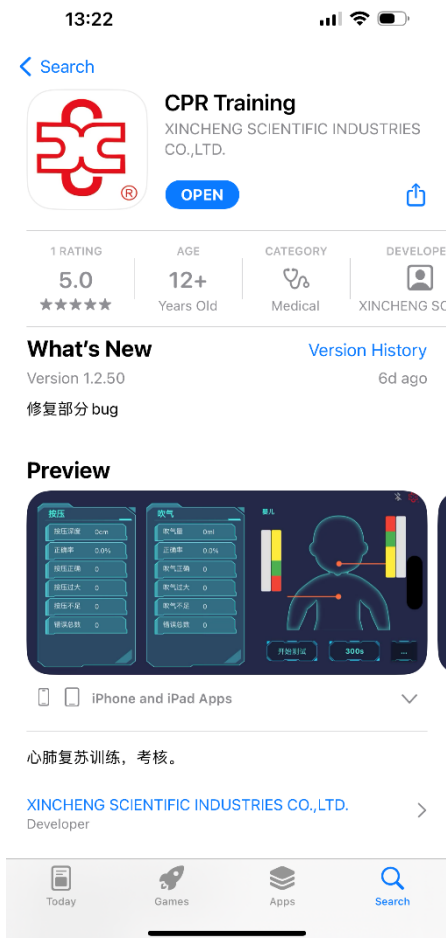 13:22
Search
CPR Training
XINCHENG SCIENTIFIC INDUSTRIES
CO.,LTD.
®
OPEN
1 RATING
AGE
CATEGORY
DEVELOPE
5.0
12+
★★★★★
Years Old
Medical
XINCHENG SC
What's New
Version History
Version 1.2.50
6d ago
修复部分 bug
Preview
按压
吹气
婴儿
按压深度 0cm
吹气量 0ml
正确率 0.0%
正确率 0.0%
按压正确 0
吹气正确 0
按压过大 0
吹气过大 0
按压不足 0
吹气不足 0
错误总数 0
错误总数 0
开始测试
300s
...
iPhone and iPad Apps
心肺复苏训练，考核。
XINCHENG SCIENTIFIC INDUSTRIES CO.,LTD.
Developer
Today
Games
Apps
Search